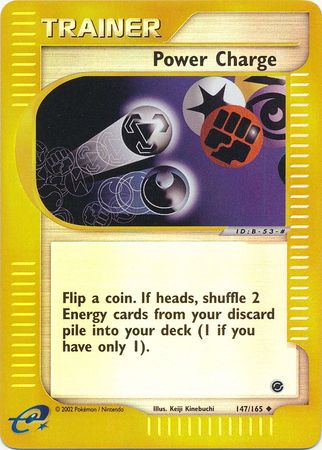 TRAINER
Power Charge
ID:B-53-#
Flip a coin. If heads, shuffle 2
Energy cards from your discard
pile into your deck (1 if you
have only 1).
© 2002 Pokémon / Nintendo
Illus. Keiji Kinebuchi
147/165 ◆
e